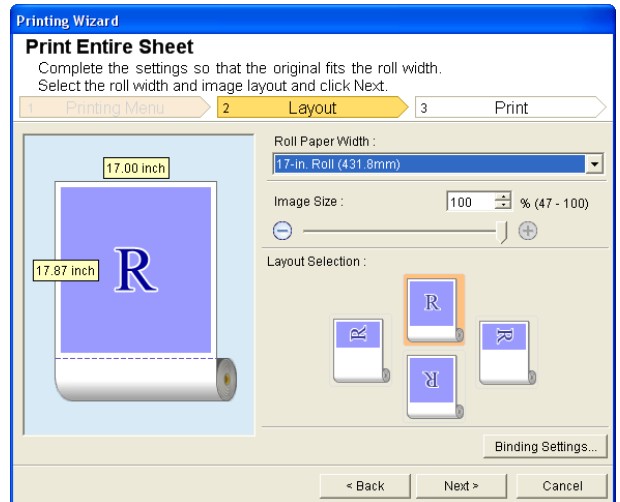 Printing Wizard
Print Entire Sheet
Complete the settings so that the original fits the roll width.
Select the roll width and image layout and click Next.
1 Printing Menu 2 Layout 3 Print
Roll Paper Width :
17-in. Roll (431.8mm)
17.00 inch
Image Size : 100 % (47 - 100)
17.87 inch
R
Layout Selection :
R
R
R
R
Binding Settings...
< Back Next > Cancel